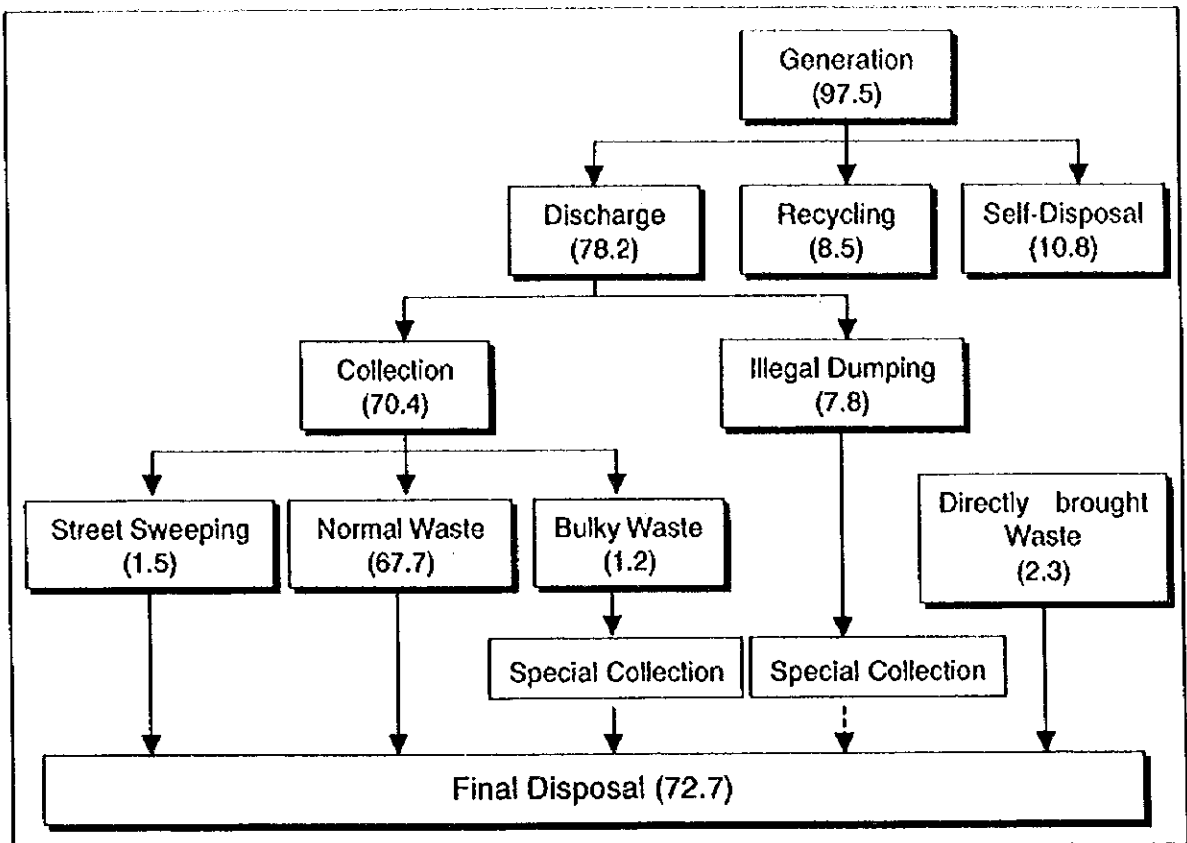 Generation
(97.5)
Discharge
(78.2)
Recycling
(8.5)
Self-Disposal
(10.8)
Collection
(70.4)
Illegal Dumping
(7.8)
Street Sweeping
(1.5)
Normal Waste
(67.7)
Bulky Waste
(1.2)
Directly brought
Waste
(2.3)
Special Collection
Special Collection
Final Disposal (72.7)